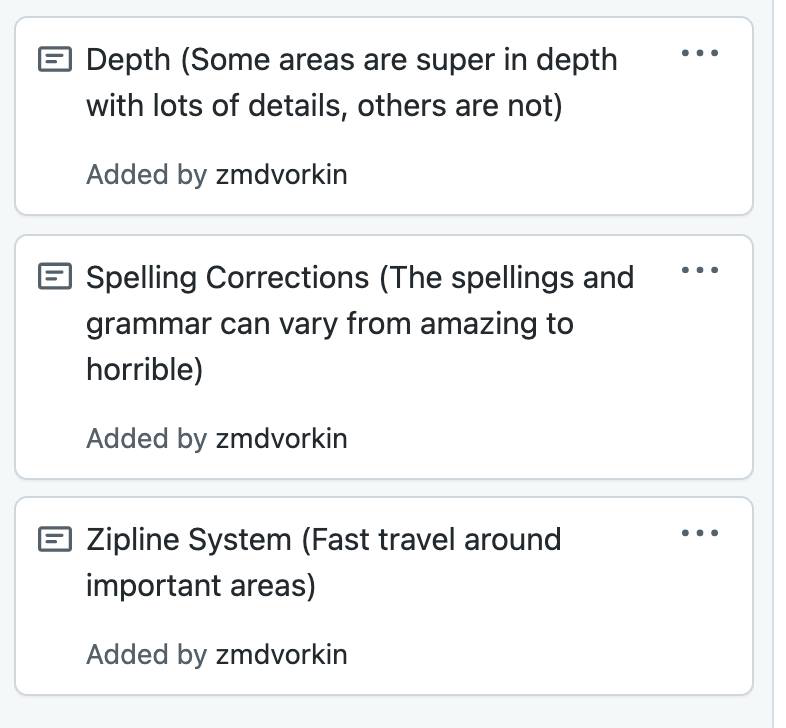 Depth (Some areas are super in depth
with lots of details, others are not)
Added by zmdvorkin
Spelling Corrections (The spellings and
grammar can vary from amazing to
horrible)
Added by zmdvorkin
Zipline System (Fast travel around
important areas)
Added by zmdvorkin